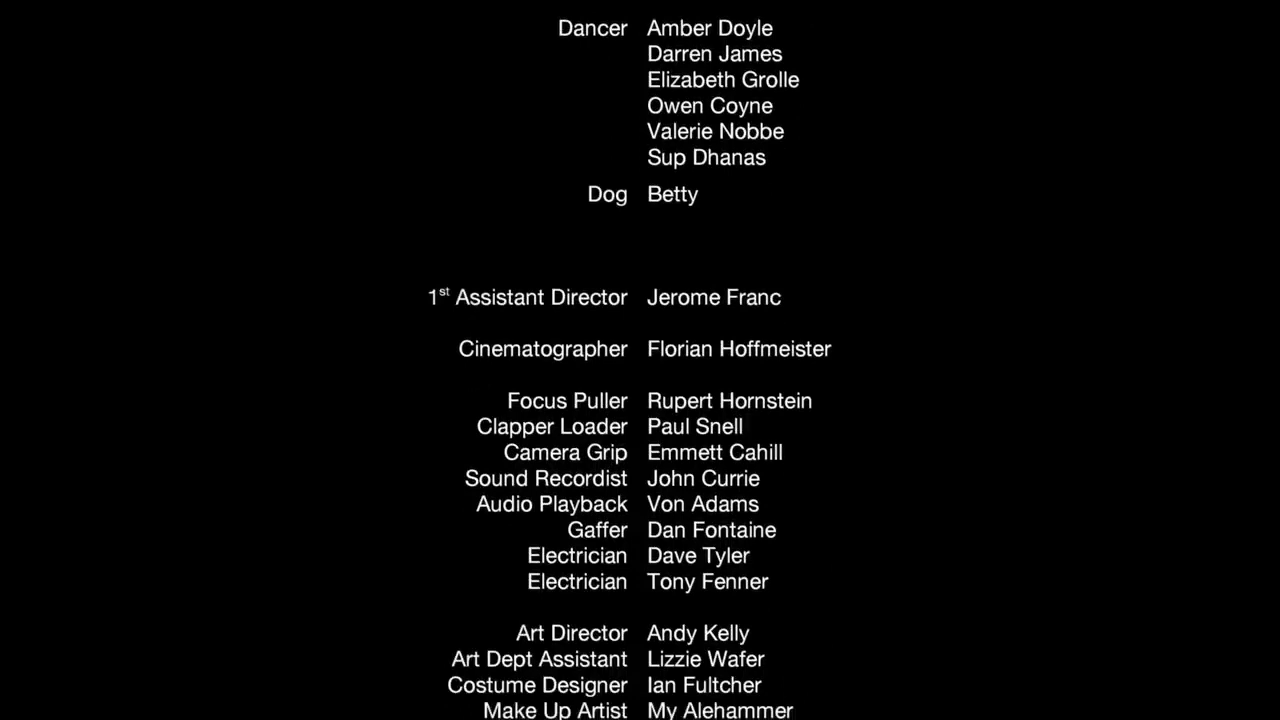 Dancer Amber Doyle
Darren James
Elizabeth Grolle
Owen Coyne
Valerie Nobbe
Sup Dhanas
Dog Betty
1st Assistant Director Jerome Franc
Cinematographer Florian Hoffmeister
Focus Puller Rupert Hornstein
Clapper Loader Paul Snell
Camera Grip Emmett Cahill
Sound Recordist John Currie
Audio Playback Von Adams
Gaffer Dan Fontaine
Electrician Dave Tyler
Electrician Tony Fenner
Art Director Andy Kelly
Art Dept Assistant Lizzie Wafer
Costume Designer Ian Fultcher
Make Up Artist My Alehammer